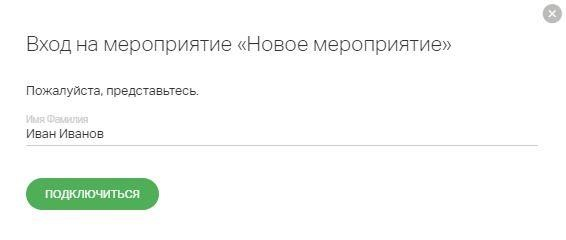 Вход на мероприятие «Новое мероприятие»
Пожалуйста, представьтесь.
Имя Фамилия
Иван Иванов
ПОДКЛЮЧИТЬСЯ